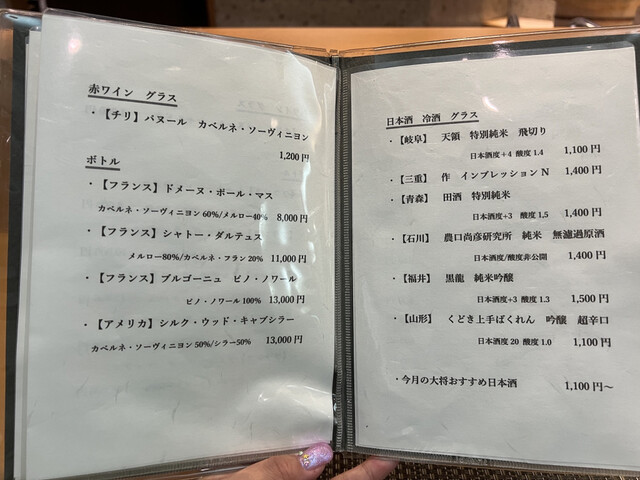 赤ワイン　グラス
・【チリ】パヌール　カベルネ・ソーヴィニヨン
1,200円
ボトル
・【フランス】ドメーヌ・ポール・マス
カベルネ・ソーヴィニヨン60%/メルロー40%　8,000円
・【フランス】シャトー・ダルテュス
メルロー80%/カベルネ・フラン20%　11,000円
・【フランス】ブルゴーニュ　ピノ・ノワール
ピノ・ノワール100%　13,000円
・【アメリカ】シルク・ウッド・キャブシラー
カベルネ・ソーヴィニヨン50%/シラー50%　13,000円
日本酒　冷酒　グラス
・【岐阜】　天領　特別純米　飛切り
日本酒度+4　酸度 1.4　1,100円
・【三重】　作　インプレッションN　1,400円
・【青森】　田酒　特別純米
日本酒度+3　酸度 1.5　1,400円
・【石川】　農口尚彦研究所　純米　無濾過原酒
日本酒度/酸度非公開　1,400円
・【福井】　黒龍　純米吟醸
日本酒度+3　酸度 1.3　1,500円
・【山形】　くどき上手ばくれん　吟醸　超辛口
日本酒度 20　酸度 1.0　1,100円
・今月の大将おすすめ日本酒　1,100円～